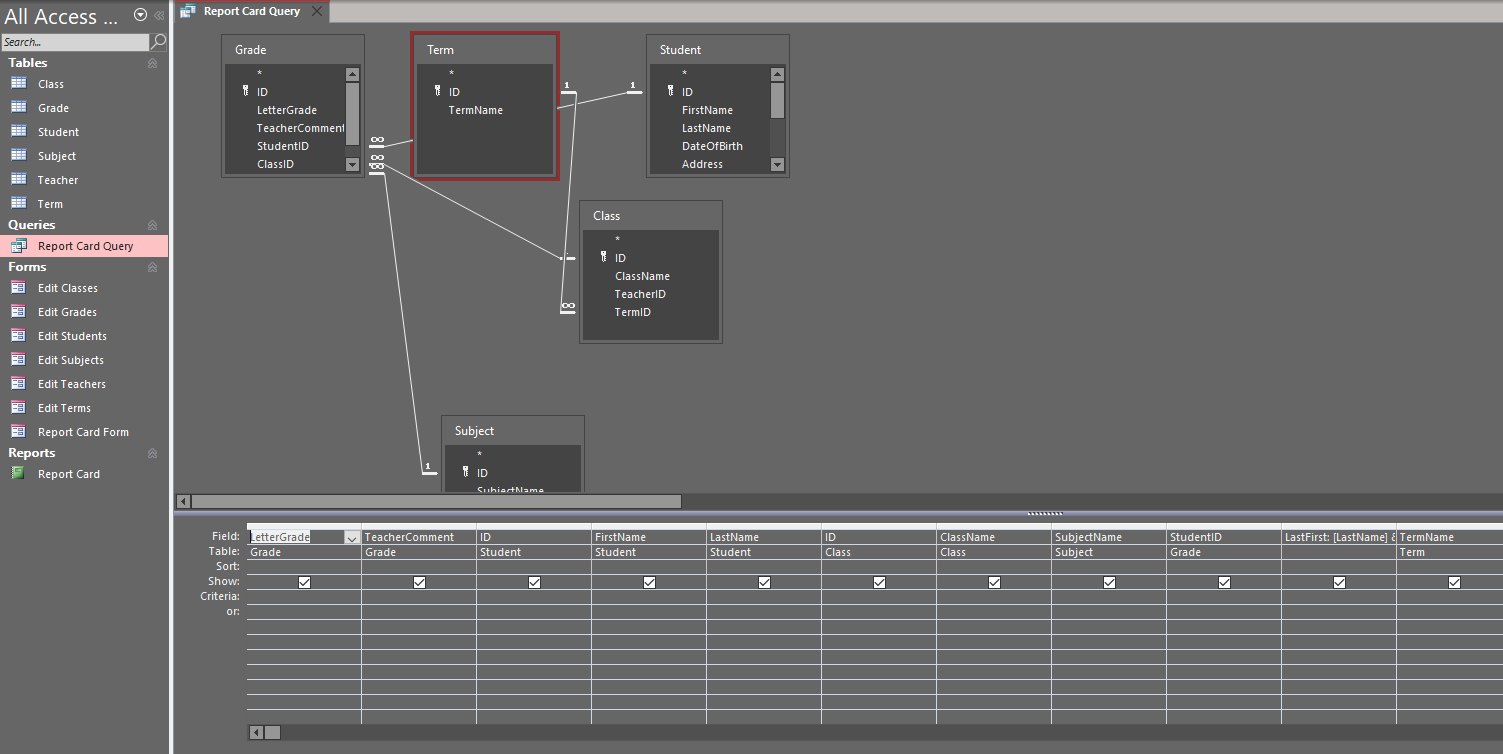 All Access ...
Search...
Tables
Class
Grade
Student
Subject
Teacher
Term
Queries
Report Card Query
Forms
Edit Classes
Edit Grades
Edit Students
Edit Subjects
Edit Teachers
Edit Terms
Report Card Form
Reports
Report Card
Report Card Query
Grade
*
ID
LetterGrade
TeacherComment
StudentID
ClassID
∞
∞
∞
Term
*
ID
TermName
1
1
Student
*
ID
FirstName
LastName
DateOfBirth
Address
Class
*
ID
ClassName
TeacherID
TermID
∞
Subject
*
ID
SubjectName
1
Field: LetterGrade TeacherComment ID FirstName LastName ID ClassName SubjectName StudentID LastFirst: [LastName] & TermName
Table: Grade Grade Student Student Student Class Class Subject Grade Term
Sort:
Show:
Criteria:
or: